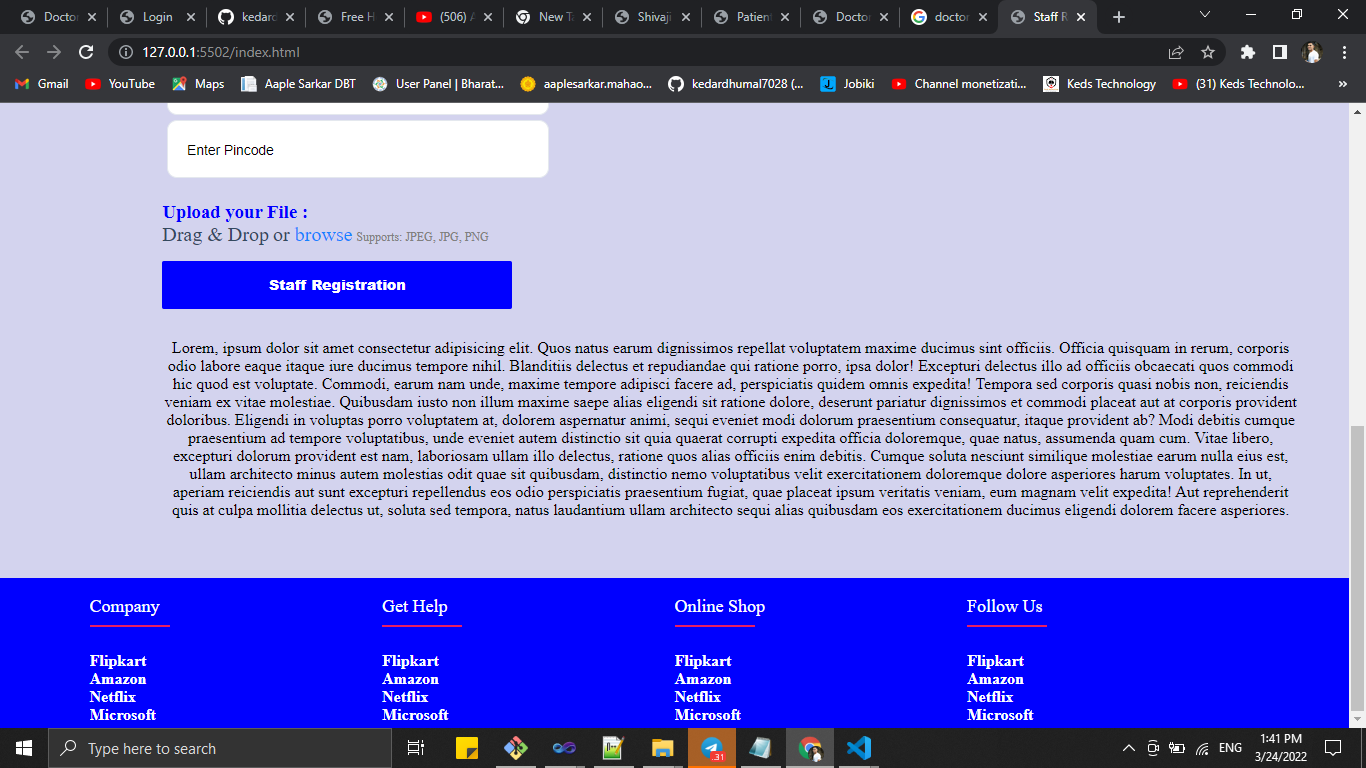 Doctor
Login
kedard
Free H
(506) A
New Ta
Shivaji
Patient
Doctor
doctor
Staff R
127.0.0.1:5502/index.html
Gmail
YouTube
Maps
Aaple Sarkar DBT
User Panel | Bharat...
aaplesarkar.mahao...
kedardhumal7028 (...
Jobiki
Channel monetizati...
Keds Technology
(31) Keds Technolo...
»
Enter Pincode
Upload your File :
Drag & Drop or browse Supports: JPEG, JPG, PNG
Staff Registration
Lorem, ipsum dolor sit amet consectetur adipisicing elit. Quos natus earum dignissimos repellat voluptatem maxime ducimus sint officiis. Officia quisquam in rerum, corporis
odio labore eaque itaque iure ducimus tempore nihil. Blanditiis delectus et repudiandae qui ratione porro, ipsa dolor! Excepturi delectus illo ad officiis obcaecati quos commodi
hic quod est voluptate. Commodi, earum nam unde, maxime tempore adipisci facere ad, perspiciatis quidem omnis expedita! Tempora sed corporis quasi nobis non, reiciendis
veniam ex vitae molestiae. Quibusdam iusto non illum maxime saepe alias eligendi sit ratione dolore, deserunt pariatur dignissimos et commodi placeat aut at corporis provident
doloribus. Eligendi in voluptas porro voluptatem at, dolorem aspernatur animi, sequi eveniet modi dolorum praesentium consequatur, itaque provident ab? Modi debitis cumque
praesentium ad tempore voluptatibus, unde eveniet autem distinctio sit quia quaerat corrupti expedita officia doloremque, quae natus, assumenda quam cum. Vitae libero,
excepturi dolorum provident est nam, laboriosam ullam illo delectus, ratione quos alias officiis enim debitis. Cumque soluta nesciunt similique molestiae earum nulla eius est,
ullam architecto minus autem molestias odit quae sit quibusdam, distinctio nemo voluptatibus velit exercitationem doloremque dolore asperiores harum voluptates. In ut,
aperiam reiciendis aut sunt excepturi repellendus eos odio perspiciatis praesentium fugiat, quae placeat ipsum veritatis veniam, eum magnam velit expedita! Aut reprehenderit
quis at culpa mollitia delectus ut, soluta sed tempora, natus laudantium ullam architecto sequi alias quibusdam eos exercitationem ducimus eligendi dolorem facere asperiores.
Company
Flipkart
Amazon
Netflix
Microsoft
Get Help
Flipkart
Amazon
Netflix
Microsoft
Online Shop
Flipkart
Amazon
Netflix
Microsoft
Follow Us
Flipkart
Amazon
Netflix
Microsoft
Type here to search
31
ENG
1:41 PM
3/24/2022